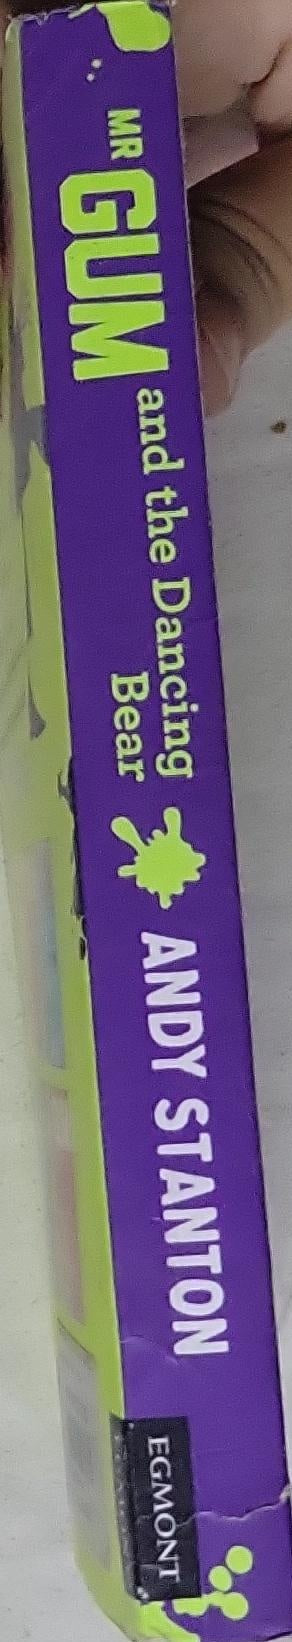 MR
GUM
and the Dancing
Bear
ANDY STANTON
EGMONT